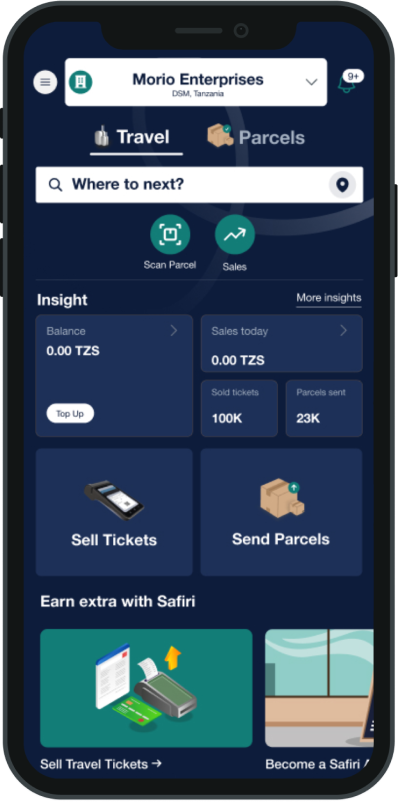 Morio Enterprises
DSM, Tanzania
9+
Travel
Parcels
Where to next?
Scan Parcel
Sales
Insight
More insights
Balance
0.00 TZS
Top Up
Sales today
0.00 TZS
Sold tickets
100K
Parcels sent
23K
Sell Tickets
Send Parcels
Earn extra with Safiri
Sell Travel Tickets →
Become a Safiri